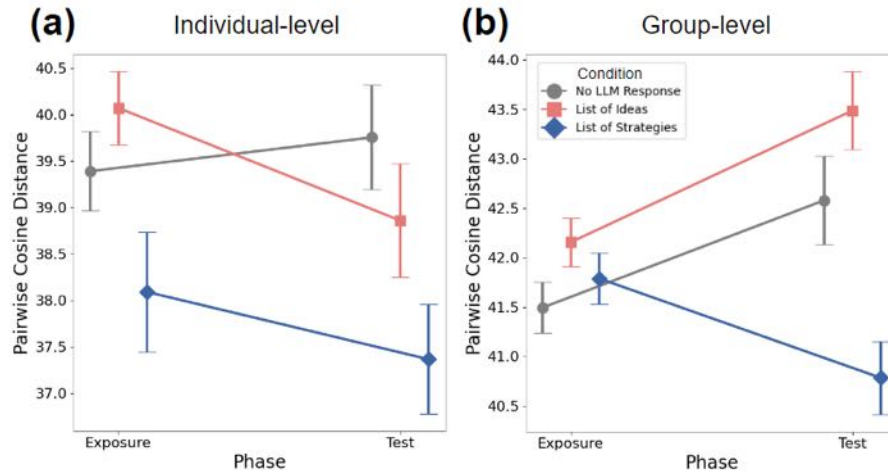 (a)
Individual-level
Pairwise Cosine Distance
40.5
40.0
39.5
39.0
38.5
38.0
37.5
37.0
Exposure
Test
Phase
(b)
Group-level
Pairwise Cosine Distance
44.0
43.5
43.0
42.5
42.0
41.5
41.0
40.5
Condition
No LLM Response
List of Ideas
List of Strategies
Exposure
Test
Phase